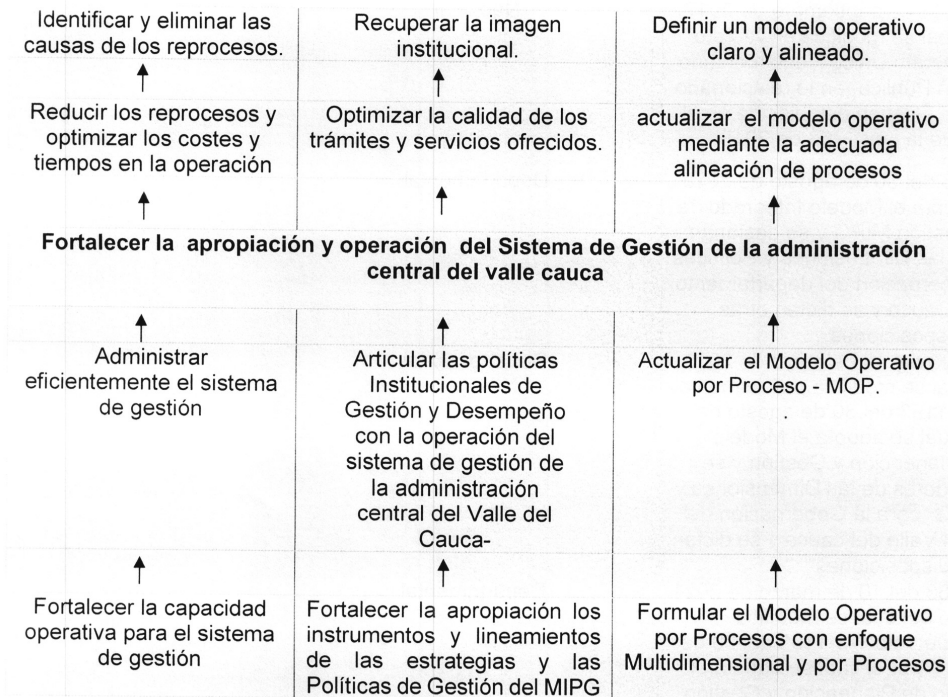 Identificar y eliminar las
causas de los reprocesos.
Recuperar la imagen
institucional.
Definir un modelo operativo
claro y alineado.
Reducir los reprocesos y
optimizar los costes y
tiempos en la operación
Optimizar la calidad de los
trámites y servicios ofrecidos.
actualizar el modelo operativo
mediante la adecuada
alineación de procesos
Fortalecer la apropiación y operación del Sistema de Gestión de la administración
central del valle cauca
Administrar
eficientemente el sistema
de gestión
Articular las políticas
Institucionales de
Gestión y Desempeño
con la operación del
sistema de gestión de
la administración
central del Valle del
Cauca-
Actualizar el Modelo Operativo
por Proceso - MOP.
.
Fortalecer la capacidad
operativa para el sistema
de gestión
Fortalecer la apropiación los
instrumentos y lineamientos
de las estrategias y las
Políticas de Gestión del MIPG
Formular el Modelo Operativo
por Procesos con enfoque
Multidimensional y por Procesos